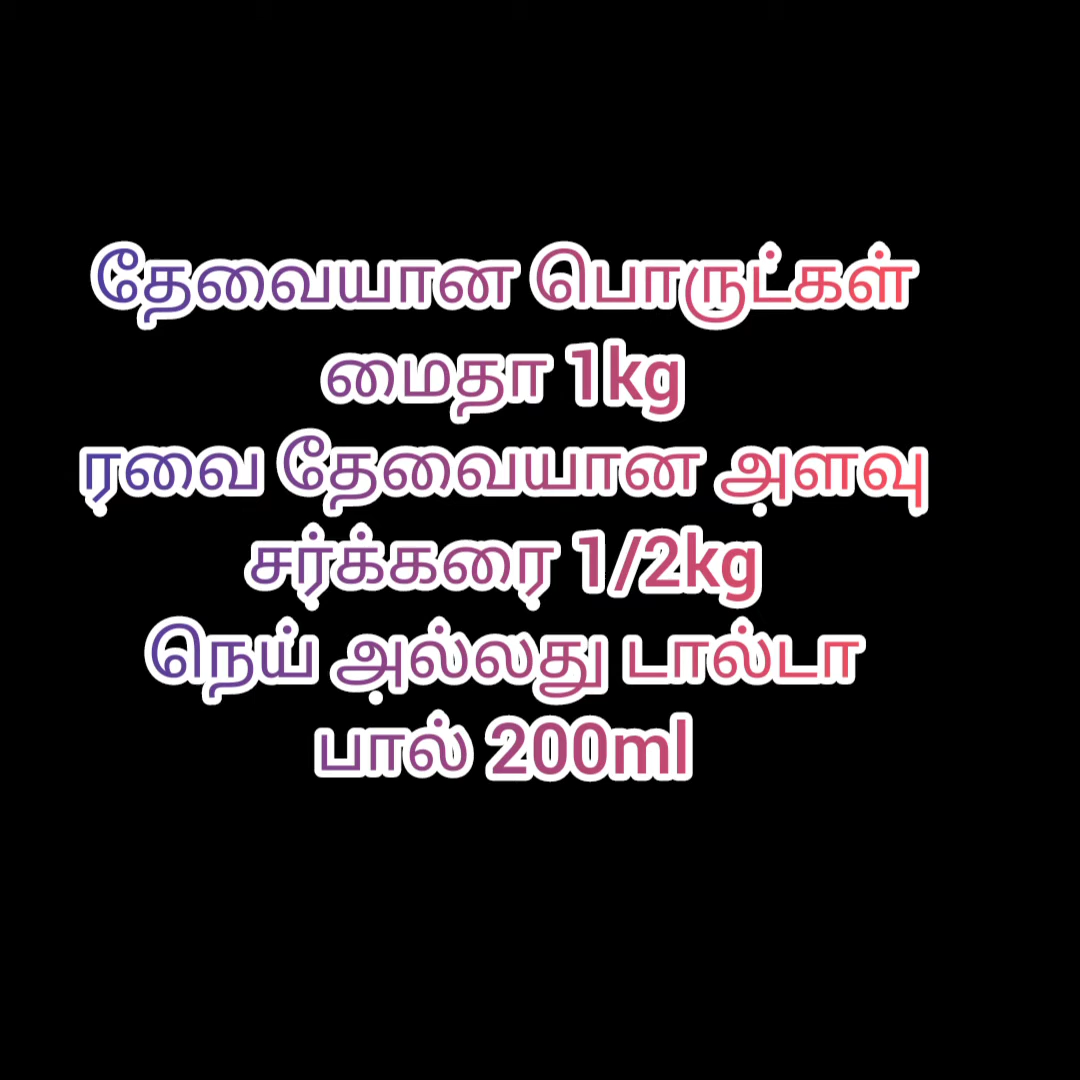 தேவையான பொருட்கள்
மைதா 1kg
ரவை தேவையான அளவு
சர்க்கரை 1/2kg
நெய் அல்லது டால்டா
பால் 200ml